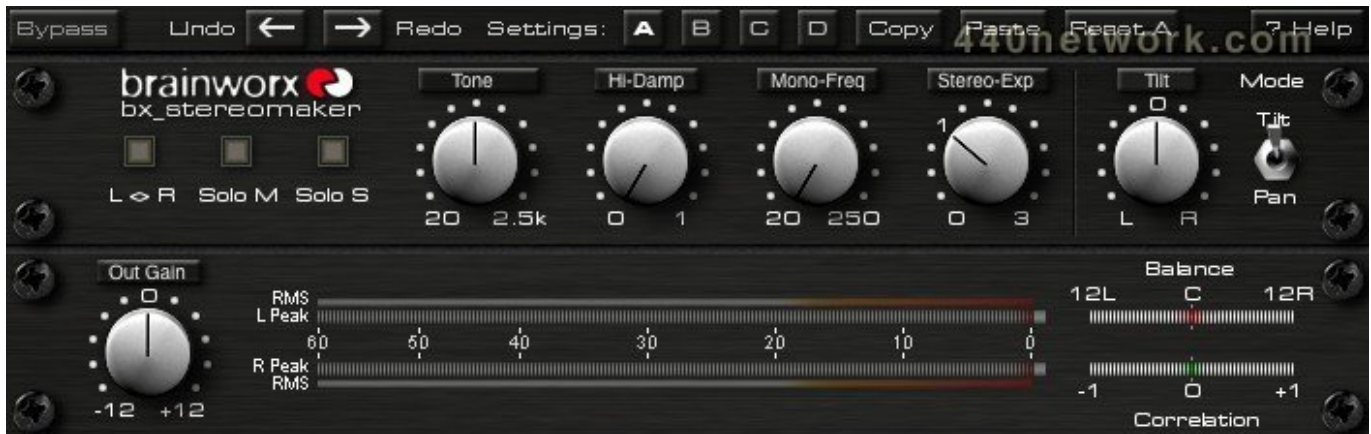 Bypass Undo ← → Redo Settings: A B C D Copy Paste Reset A ? Help
440network.com
brainworx
bx_stereomaker
Tone Hi-Damp Mono-Freq Stereo-Exp Tilt Mode
0
1
Tilt
L <> R Solo M Solo S
Pan
20 2.5k 0 1 20 250 0 3 L R
Out Gain
Balance
0
RMS
12L C 12R
L Peak
60 50 40 30 20 10 0
R Peak
RMS
-1 0 +1
-12 +12
Correlation